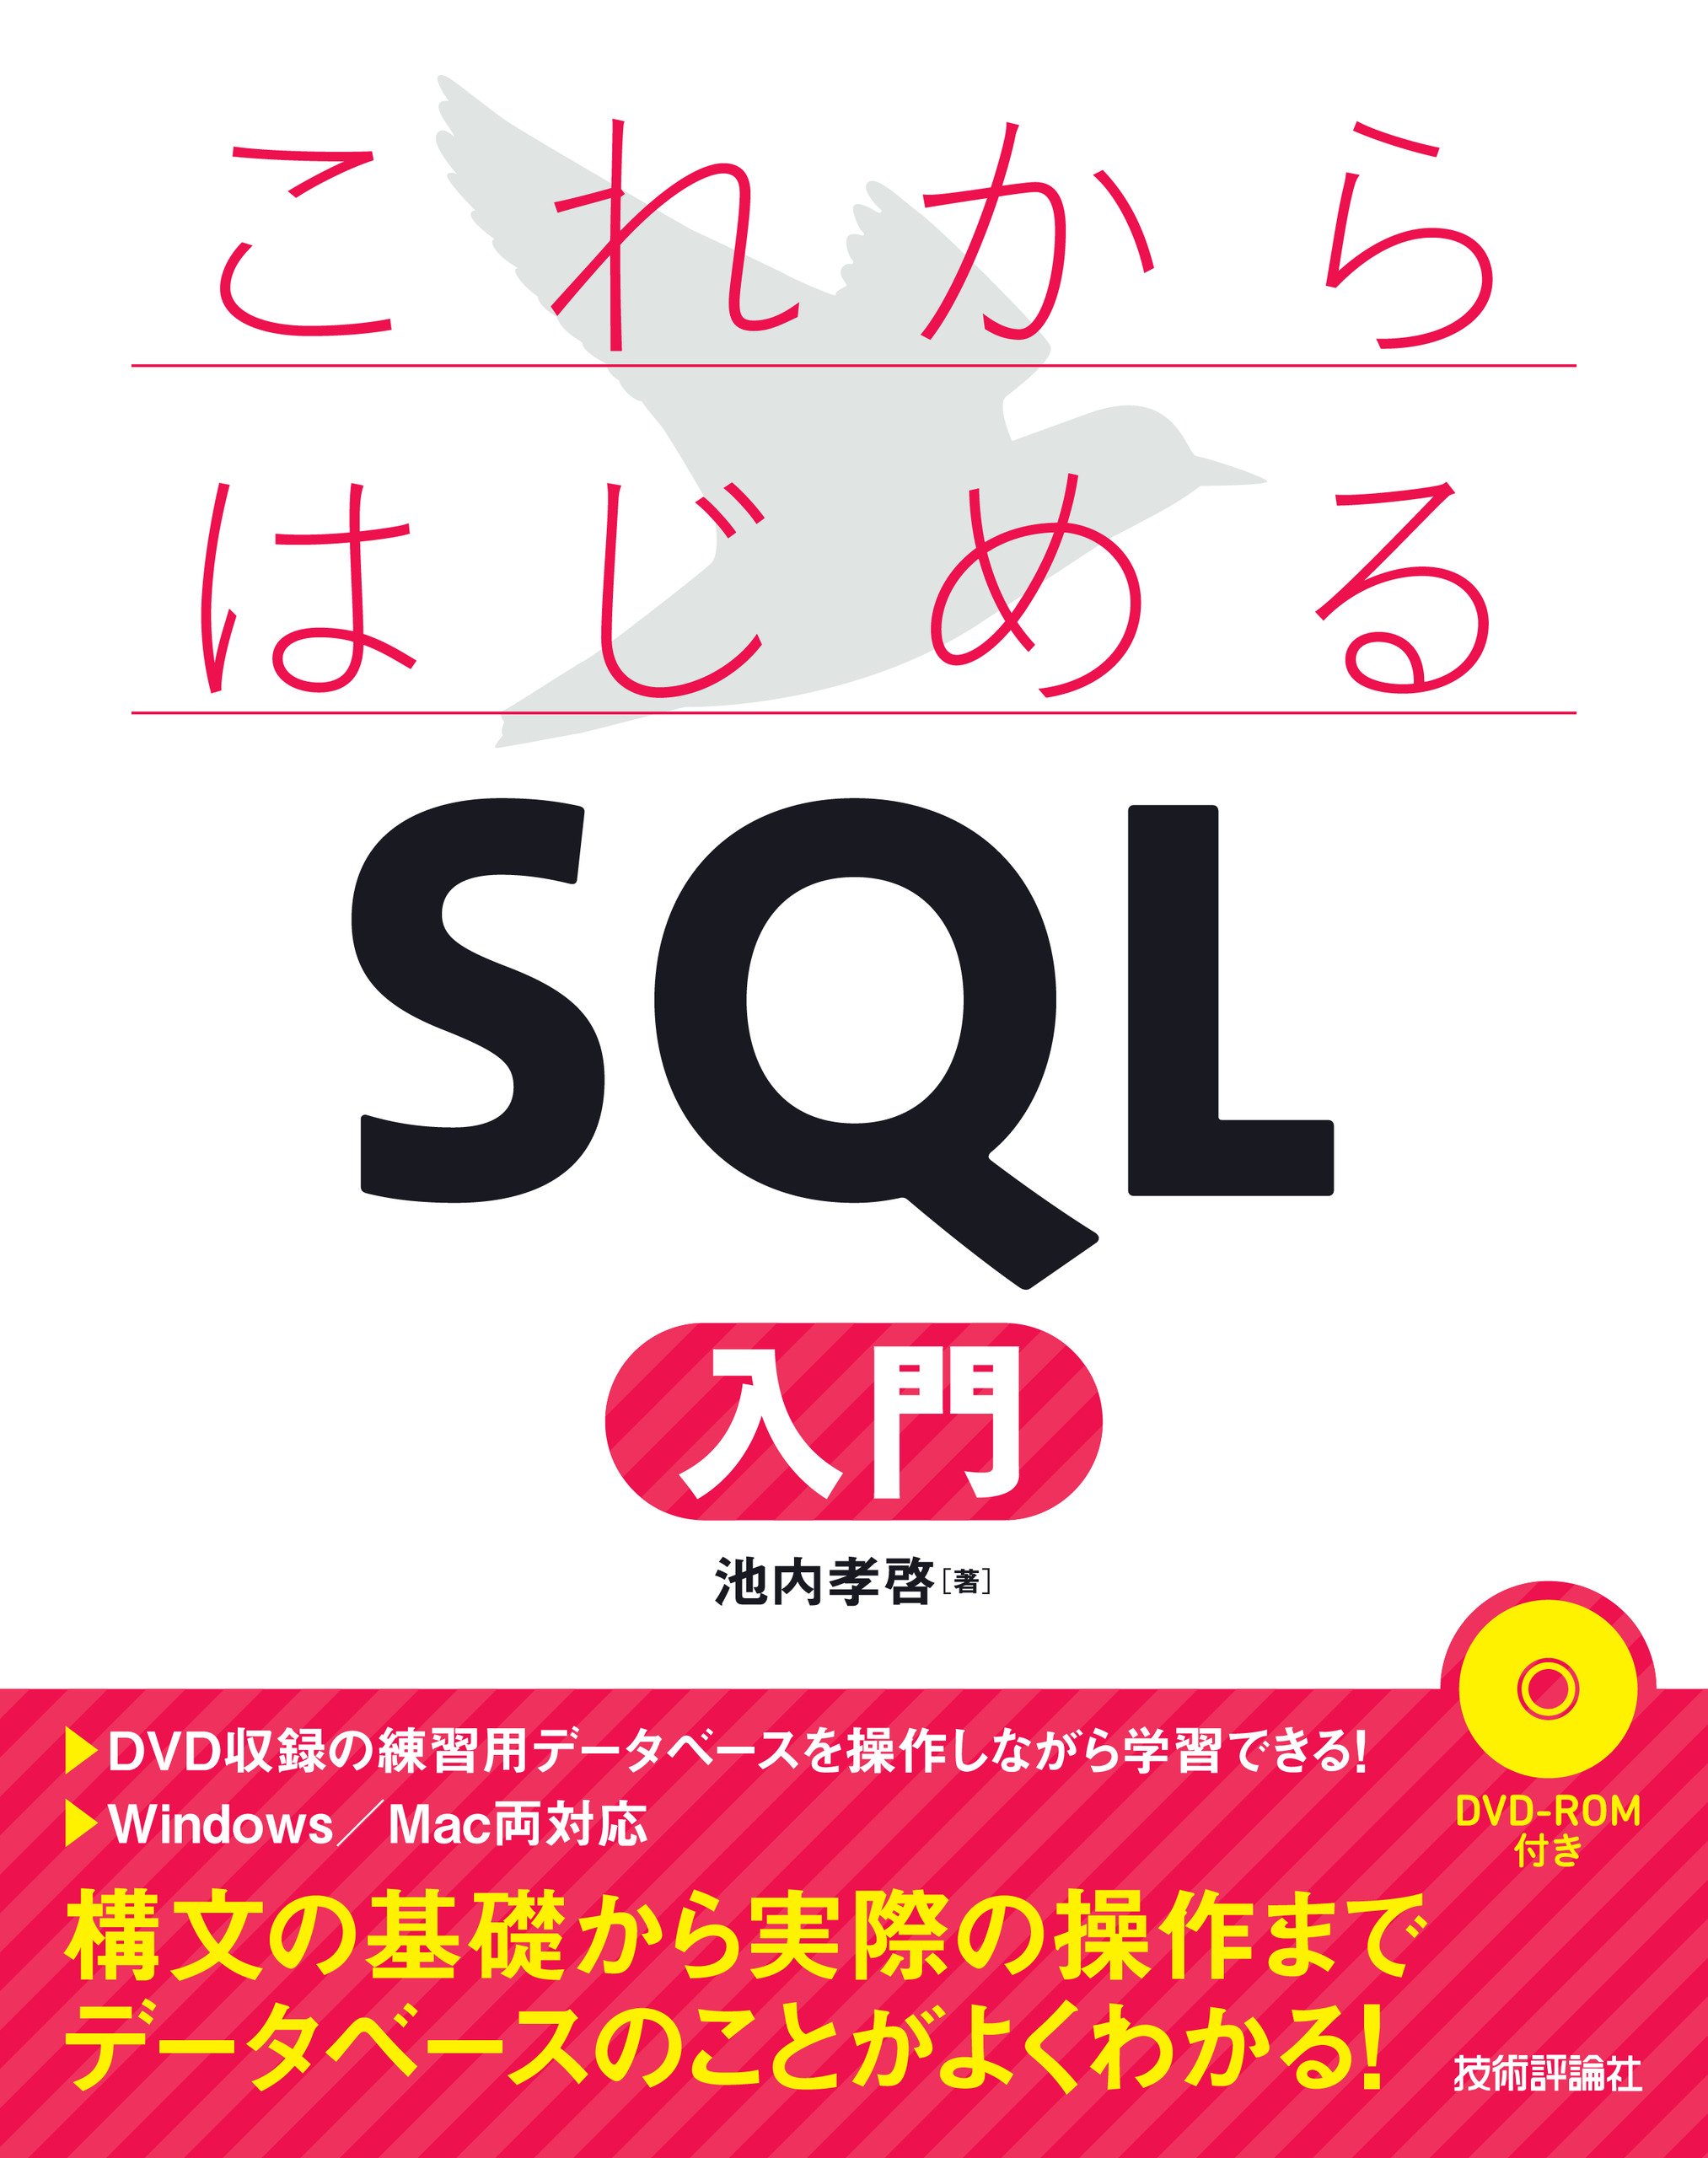 これから
はじめる
SQL
入門
池内孝啓[著]
DVD収録の練習用データベースを操作しながら学習できる!
Windows/Mac両対応
DVD-ROM
付き
構文の基礎から実際の操作まで
データベースのことがよくわかる!
技術評論社